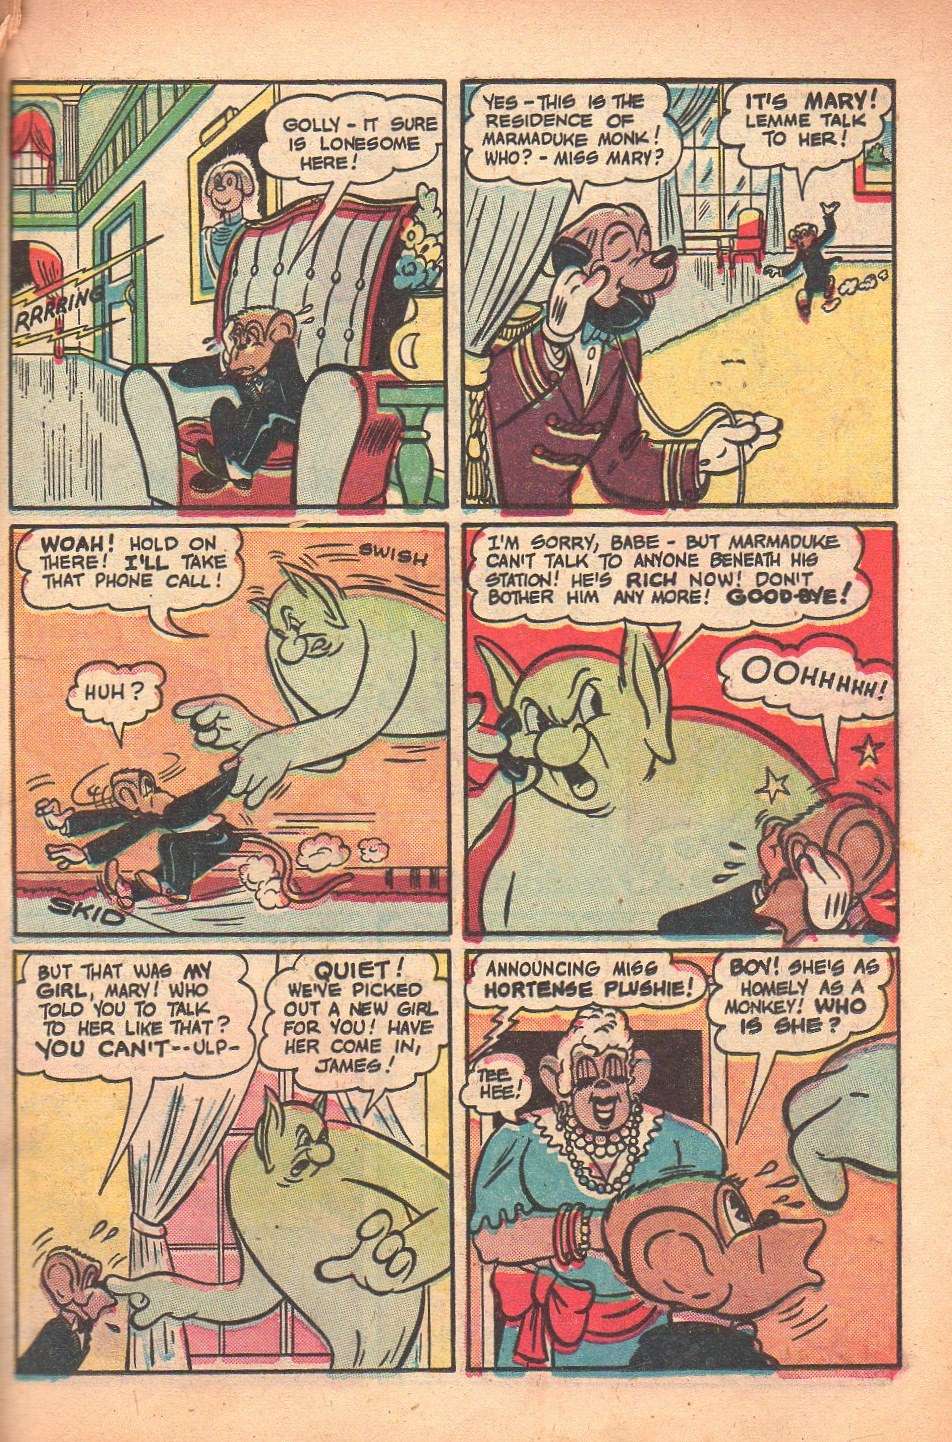 GOLLY - IT SURE
IS LONESOME
HERE!
RRRRING
YES - THIS IS THE
RESIDENCE OF
MARMADUKE MONK!
WHO? - MISS MARY?
IT'S MARY!
LEMME TALK
TO HER!
WOAH! HOLD ON
THERE! I'LL TAKE
THAT PHONE CALL!
SWISH
HUH?
SKID
I'M SORRY, BABE - BUT MARMADUKE
CAN'T TALK TO ANYONE BENEATH HIS
STATION! HE'S RICH NOW! DON'T
BOTHER HIM ANY MORE! GOOD-BYE!
OOHHHHH!
BUT THAT WAS MY
GIRL, MARY! WHO
TOLD YOU TO TALK
TO HER LIKE THAT?
YOU CAN'T--ULP-
QUIET!
WE'VE PICKED
OUT A NEW GIRL
FOR YOU! HAVE
HER COME IN,
JAMES!
ANNOUNCING MISS
HORTENSE PLUSHIE!
TEE
HEE!
BOY! SHE'S AS
HOMELY AS A
MONKEY! WHO
IS SHE?